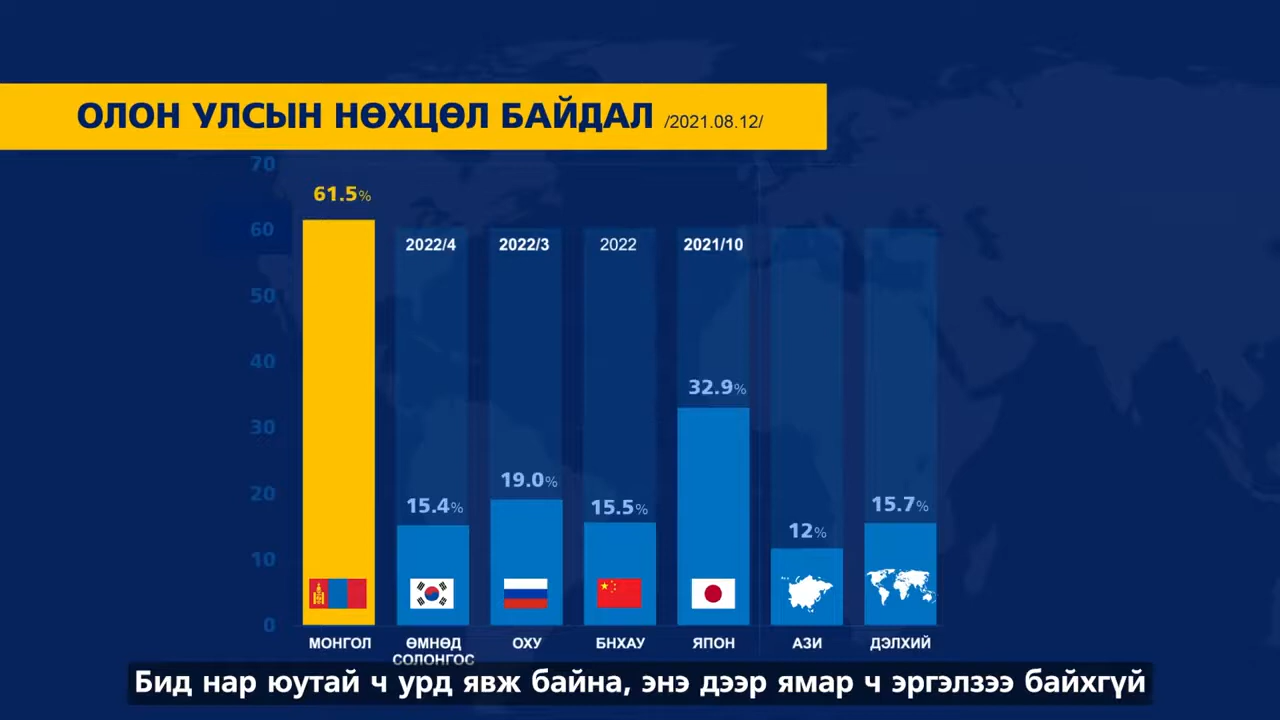 ОЛОН УЛСЫН НӨХЦӨЛ БАЙДАЛ /2021.08.12/
70
61.5%
60
2022/4 2022/3 2022 2021/10
50
40
32.9%
30
20
15.4% 19.0% 15.5% 12% 15.7%
10
0
МОНГОЛ ӨМНӨД СОЛОНГОС ОХУ БНХАУ ЯПОН АЗИ ДЭЛХИЙ
Бид нар юутай ч урд явж байна, энэ дээр ямар ч эргэлзээ байхгүй